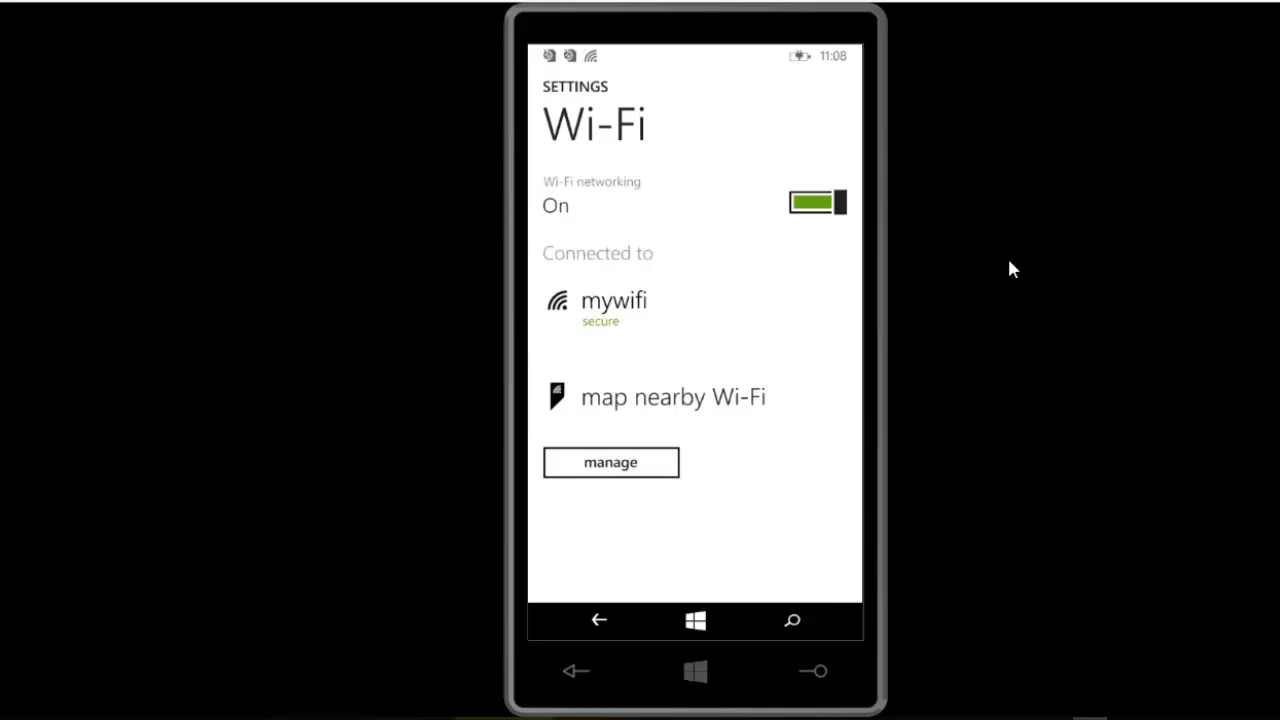 11:08
SETTINGS
Wi-Fi
Wi-Fi networking
On
Connected to
mywifi
secure
map nearby Wi-Fi
manage